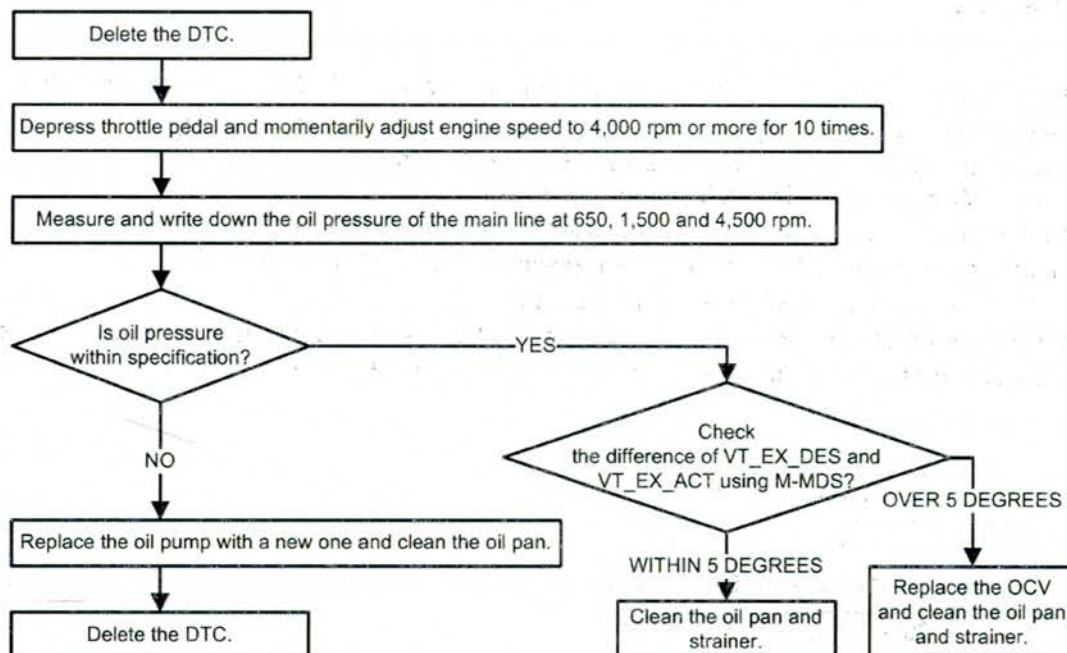 Delete the DTC.
Depress throttle pedal and momentarily adjust engine speed to 4,000 rpm or more for 10 times.
Measure and write down the oil pressure of the main line at 650, 1,500 and 4,500 rpm.
Is oil pressure
within specification?
YES
Check
the difference of VT_EX_DES and
VT_EX_ACT using M-MDS?
NO
OVER 5 DEGREES
Replace the oil pump with a new one and clean the oil pan.
WITHIN 5 DEGREES
Replace the OCV
and clean the oil pan
and strainer.
Clean the oil pan and
strainer.
Delete the DTC.